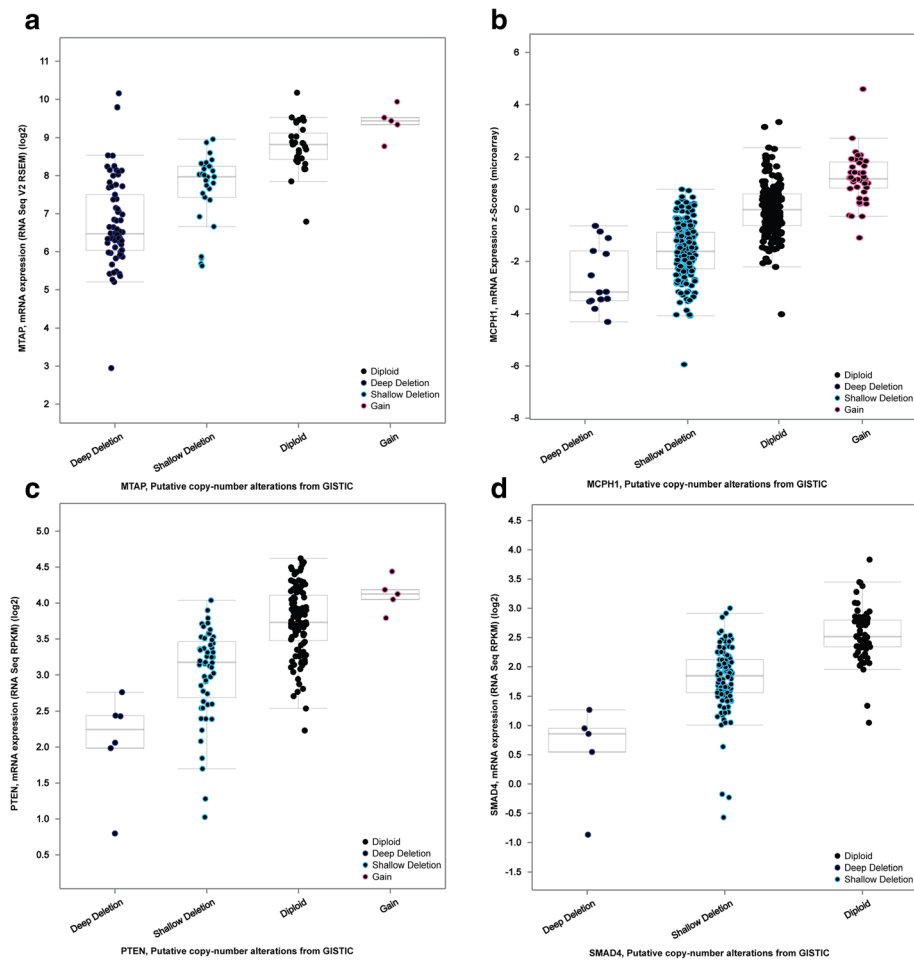 a
MTAP, mRNA expression (RNA Seq V2 RSEM) (log2)
11
10
9
8
7
6
5
4
3
2
Diploid
Deep Deletion
Shallow Deletion
Gain
Deep Deletion
Shallow Deletion
Diploid
Gain
MTAP, Putative copy-number alterations from GISTIC
b
MCPH1, mRNA Expression z-Scores (microarray)
6
4
2
0
-2
-4
-6
-8
Diploid
Deep Deletion
Shallow Deletion
Gain
Deep Deletion
Shallow Deletion
Diploid
Gain
MCPH1, Putative copy-number alterations from GISTIC
c
PTEN, mRNA expression (RNA Seq RPKM) (log2)
5.0
4.5
4.0
3.5
3.0
2.5
2.0
1.5
1.0
0.5
Diploid
Deep Deletion
Shallow Deletion
Gain
Deep Deletion
Shallow Deletion
Diploid
Gain
PTEN, Putative copy-number alterations from GISTIC
d
SMAD4, mRNA expression (RNA Seq RPKM) (log2)
4.5
4.0
3.5
3.0
2.5
2.0
1.5
1.0
0.5
0.0
-0.5
-1.0
-1.5
Diploid
Deep Deletion
Shallow Deletion
Deep Deletion
Shallow Deletion
Diploid
SMAD4, Putative copy-number alterations from GISTIC